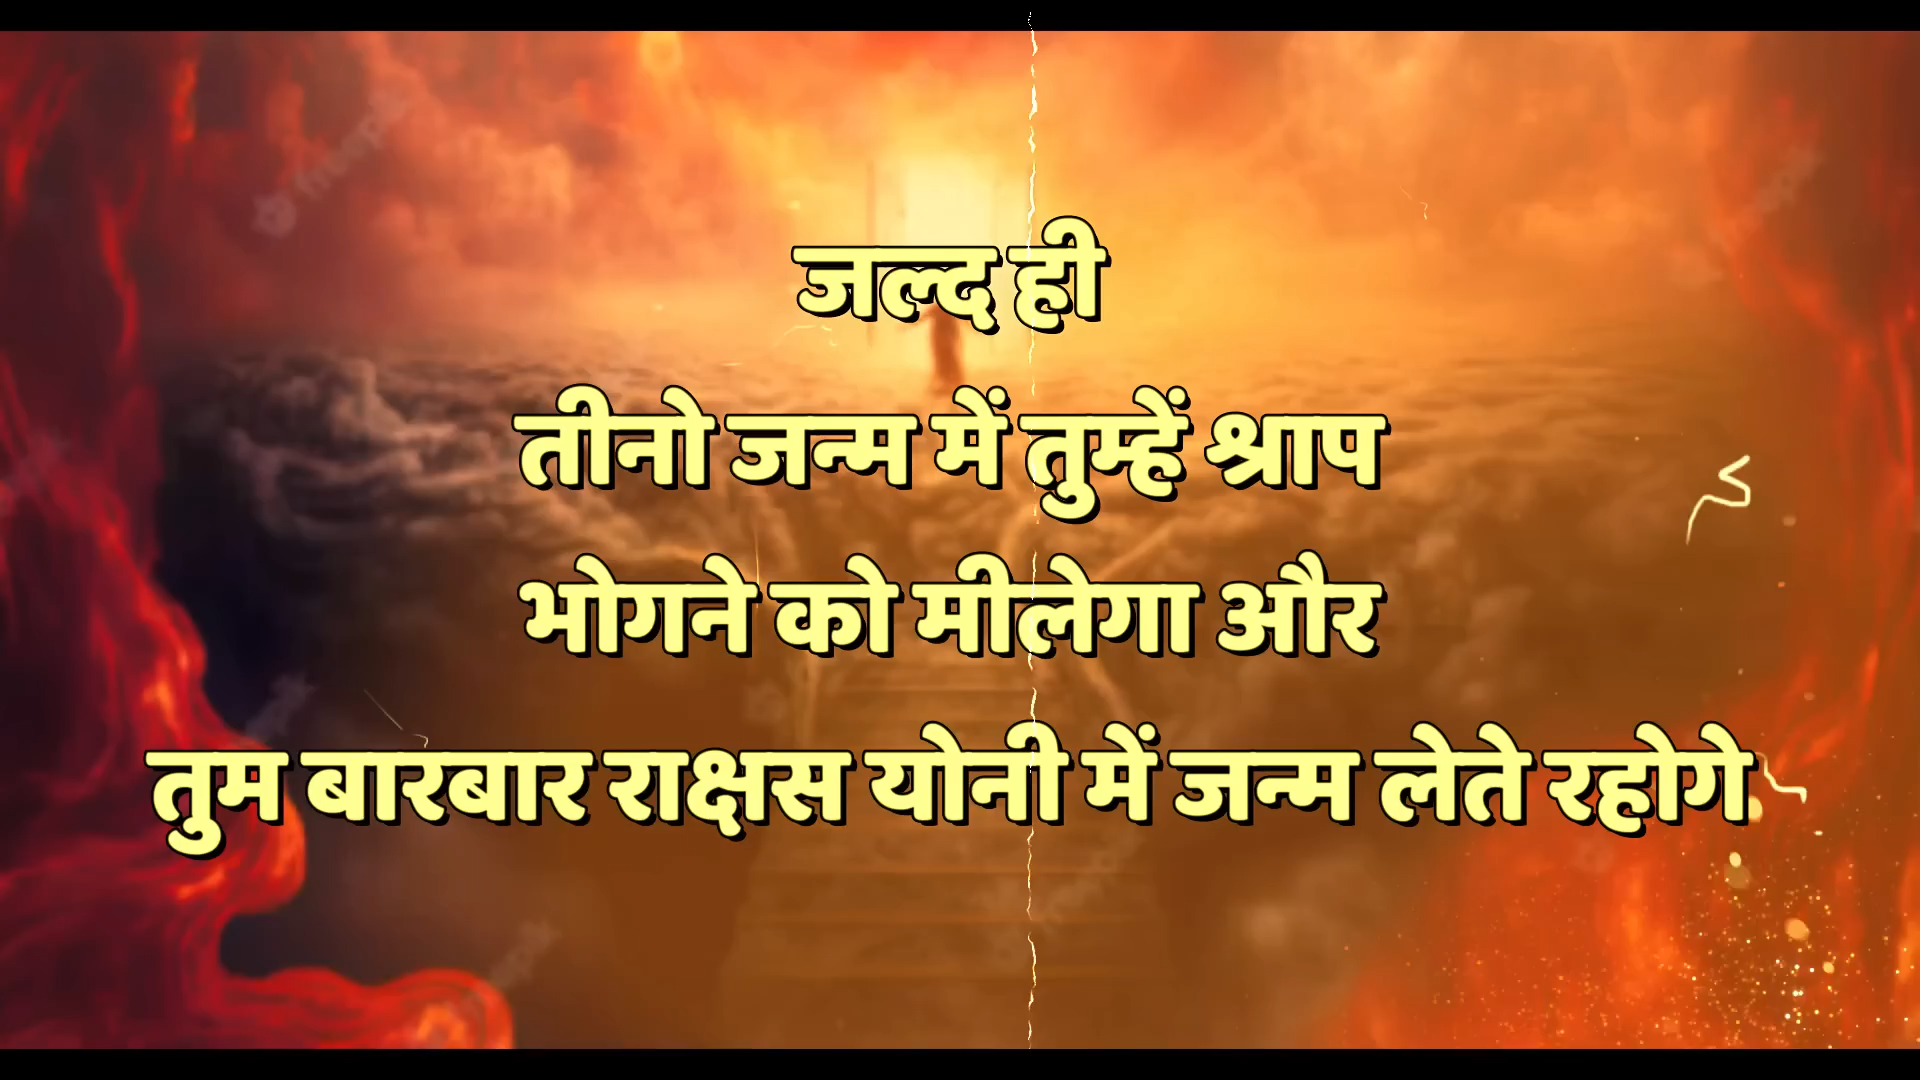 जल्द ही
तीनो जन्म में तुम्हें श्राप
भोगने को मीलेगा और
तुम बारबार राक्षस योनी में जन्म लेते रहोगे